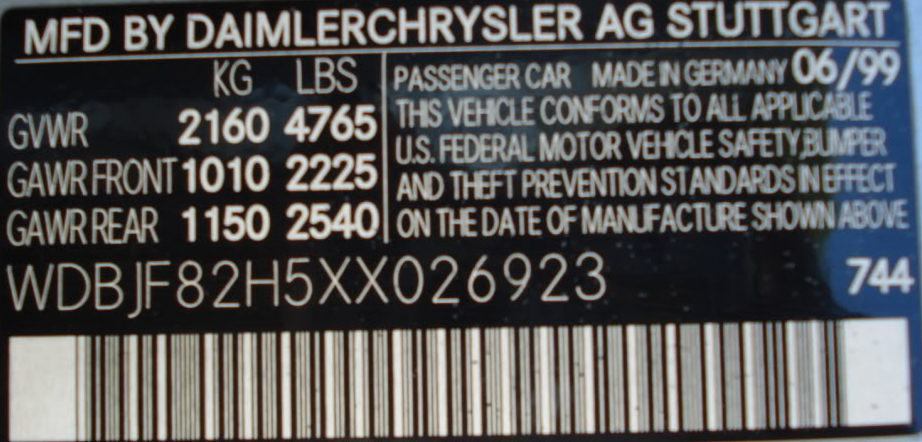 MFD BY DAIMLERCHRYSLER AG STUTTGART
KG LBS
GVWR 2160 4765
GAWR FRONT 1010 2225
GAWR REAR 1150 2540
PASSENGER CAR MADE IN GERMANY 06/99
THIS VEHICLE CONFORMS TO ALL APPLICABLE
U.S. FEDERAL MOTOR VEHICLE SAFETY,BUMPER
AND THEFT PREVENTION STANDARDS IN EFFECT
ON THE DATE OF MANUFACTURE SHOWN ABOVE
WDBJF82H5XX026923 744